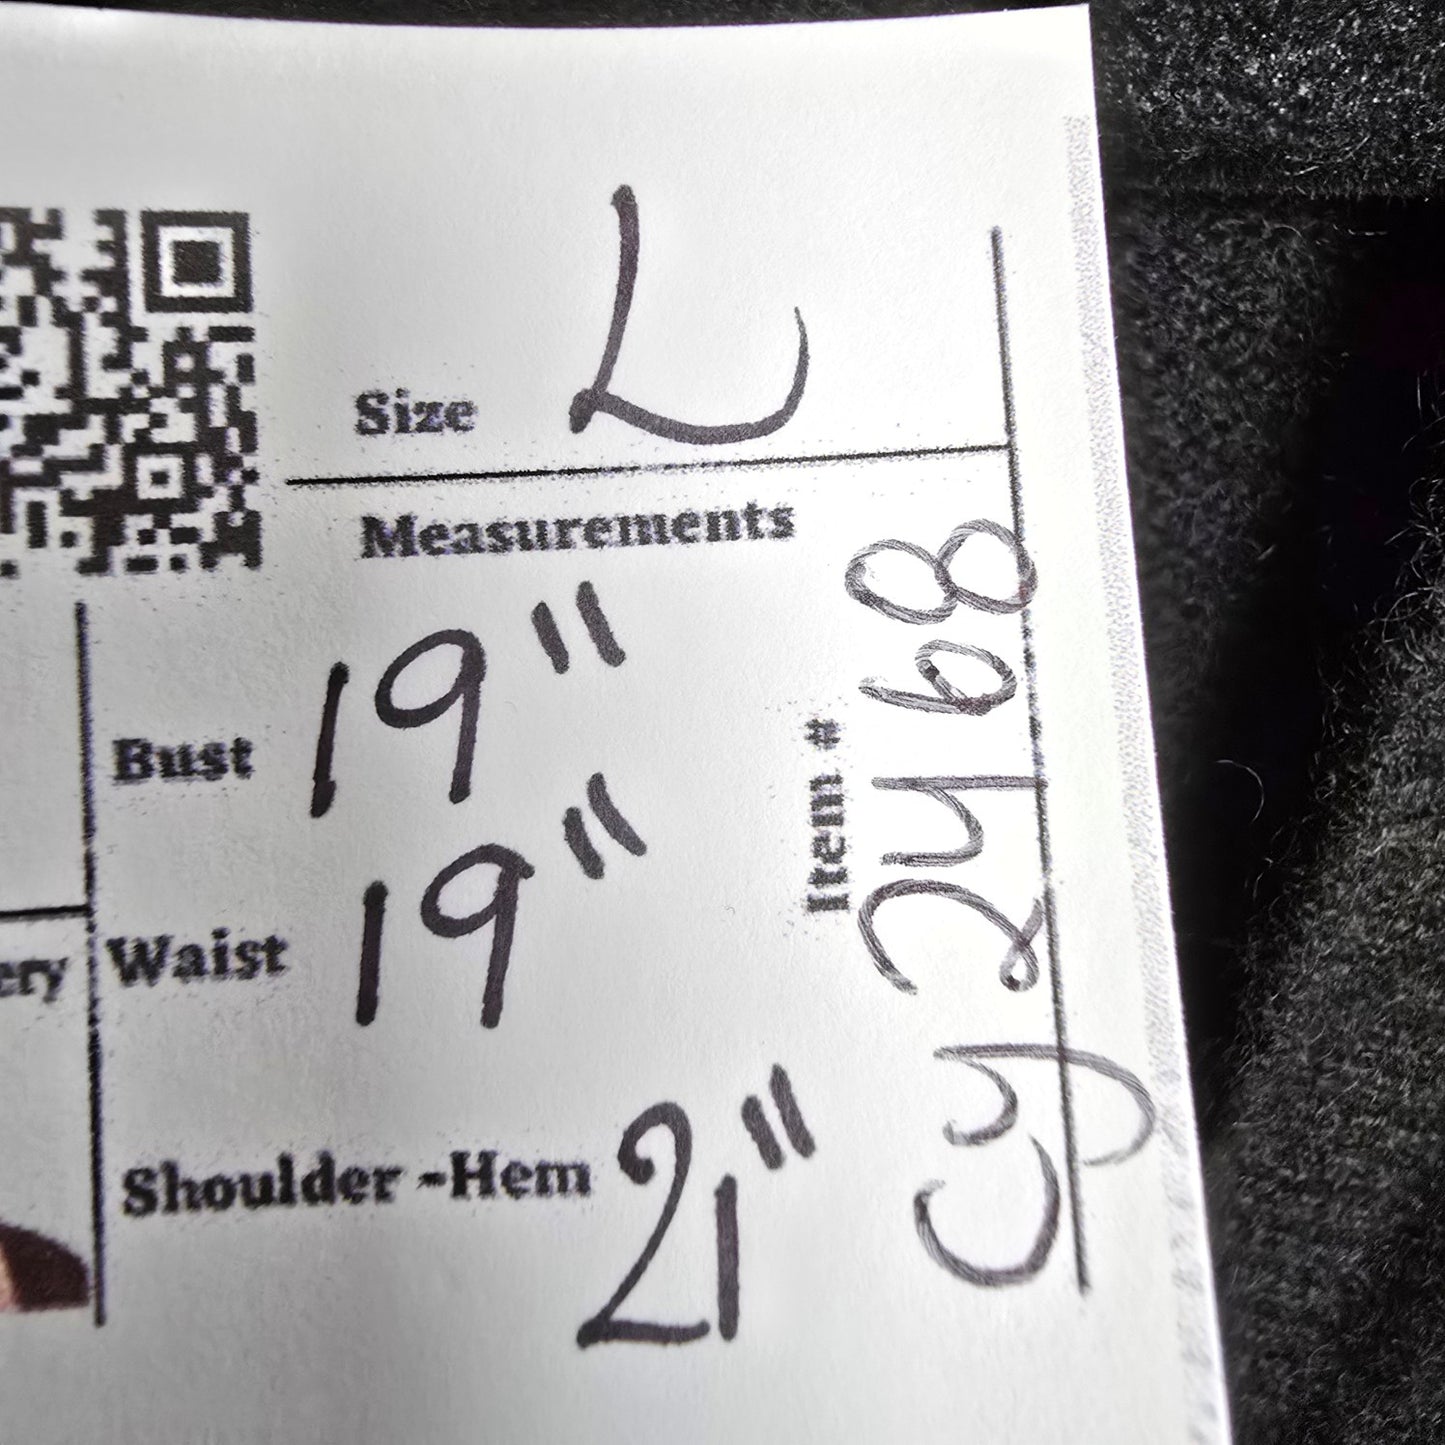 Size L
Measurements
Bust 19"
Waist 19"
Shoulder -Hem 21"
Item #
Cy2468